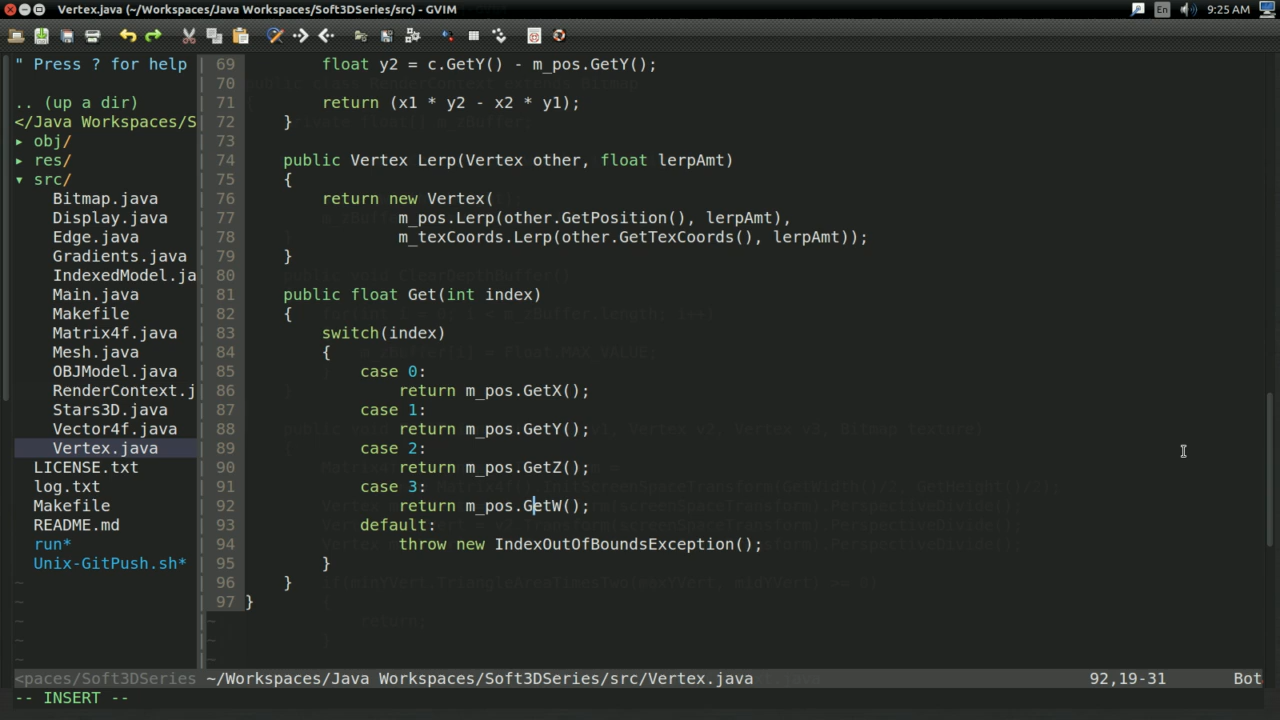 Vertex.java (~/Workspaces/Java Workspaces/Soft3DSeries/src) - GVIM
En
9:25 AM
" Press ? for help
.. (up a dir)
</Java Workspaces/S
▸ obj/
▸ res/
▾ src/
Bitmap.java
Display.java
Edge.java
Gradients.java
IndexedModel.ja
Main.java
Makefile
Matrix4f.java
Mesh.java
OBJModel.java
RenderContext.j
Stars3D.java
Vector4f.java
Vertex.java
LICENSE.txt
log.txt
Makefile
README.md
run*
Unix-GitPush.sh*
69 float y2 = c.GetY() - m_pos.GetY();
70
71 return (x1 * y2 - x2 * y1);
72 }
73
74 public Vertex Lerp(Vertex other, float lerpAmt)
75 {
76 return new Vertex(
77 m_pos.Lerp(other.GetPosition(), lerpAmt),
78 m_texCoords.Lerp(other.GetTexCoords(), lerpAmt));
79 }
80
81 public float Get(int index)
82 {
83 switch(index)
84 {
85 case 0:
86 return m_pos.GetX();
87 case 1:
88 return m_pos.GetY();
89 case 2:
90 return m_pos.GetZ();
91 case 3:
92 return m_pos.GetW();
93 default:
94 throw new IndexOutOfBoundsException();
95 }
96 }
97 }
<paces/Soft3DSeries ~/Workspaces/Java Workspaces/Soft3DSeries/src/Vertex.java 92,19-31 Bot
-- INSERT --